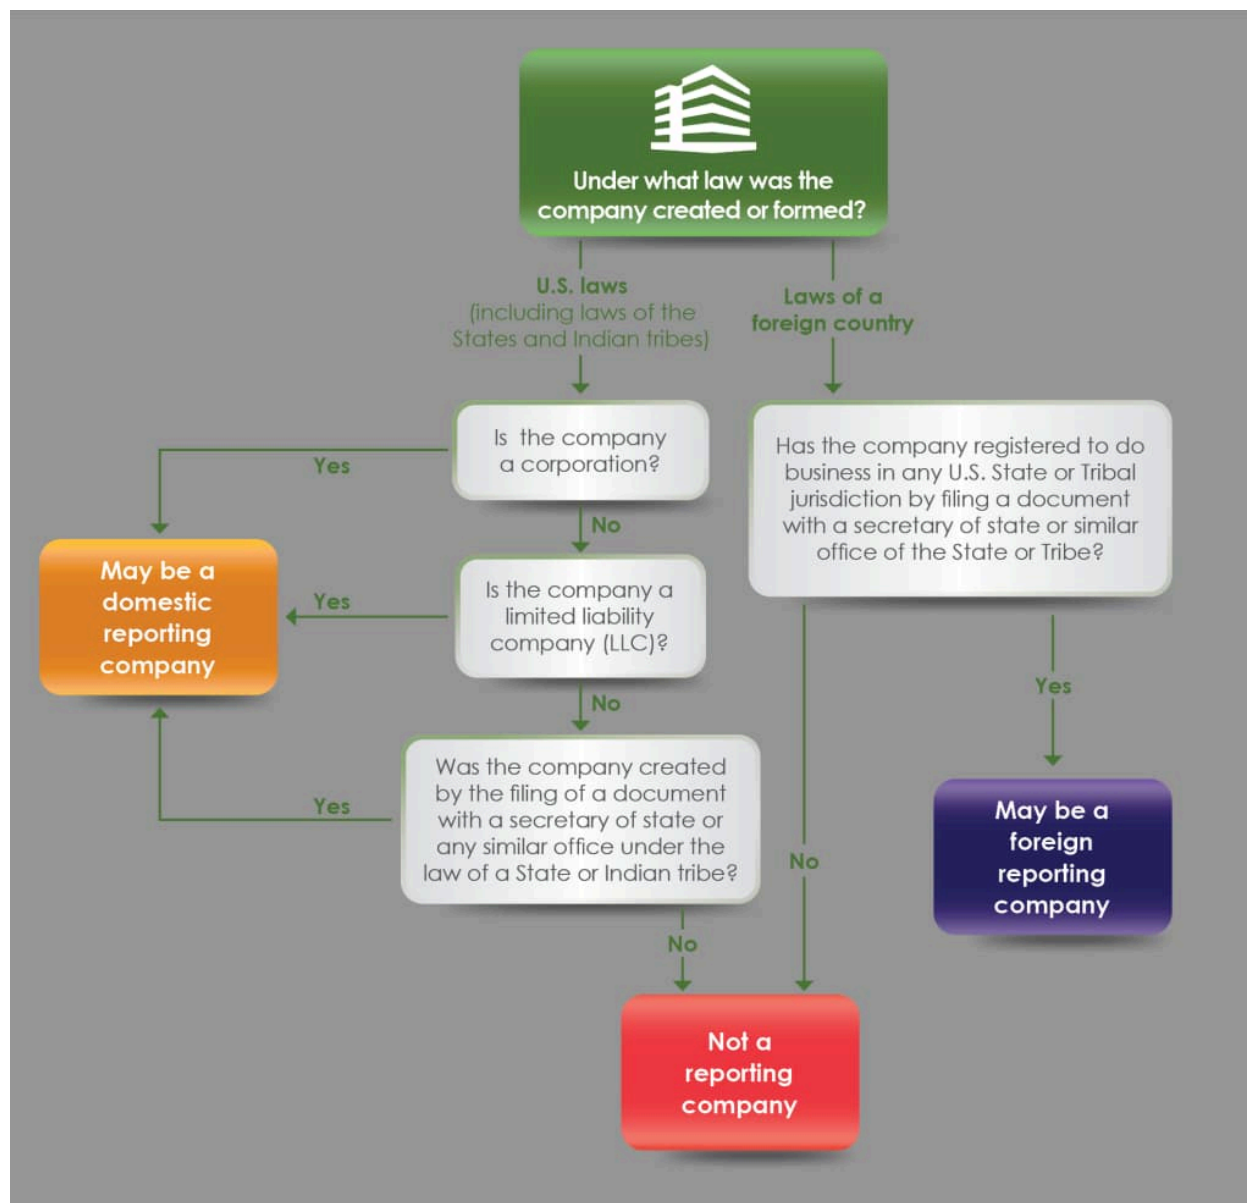 Under what law was the
company created or formed?
U.S. laws
(including laws of the
States and Indian tribes)
Laws of a
foreign country
Is the company
a corporation?
Yes
No
Has the company registered to do
business in any U.S. State or Tribal
jurisdiction by filing a document
with a secretary of state or similar
office of the State or Tribe?
May be a
domestic
reporting
company
Yes
Is the company a
limited liability
company (LLC)?
No
Yes
Was the company created
by the filing of a document
with a secretary of state or
any similar office under the
law of a State or Indian tribe?
Yes
No
May be a
foreign
reporting
company
No
Not a
reporting
company